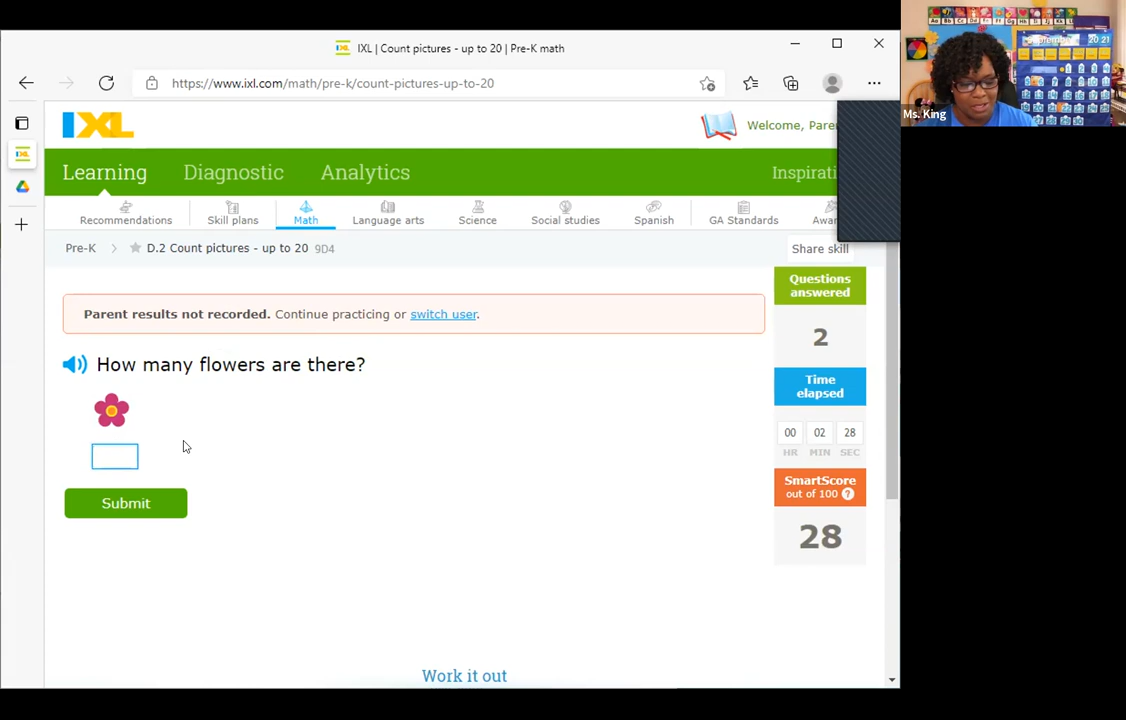 IXL | Count pictures - up to 20 | Pre-K math
https://www.ixl.com/math/pre-k/count-pictures-up-to-20
Ms. King
IXL
Welcome, Pare
Learning Diagnostic Analytics Inspirati
Recommendations Skill plans Math Language arts Science Social studies Spanish GA Standards Awar
Pre-K > D.2 Count pictures - up to 20 9D4
Share skill
Parent results not recorded. Continue practicing or switch user.
How many flowers are there?
Submit
Questions
answered
2
Time
elapsed
00 02 28
HR MIN SEC
SmartScore
out of 100 ?
28
Work it out